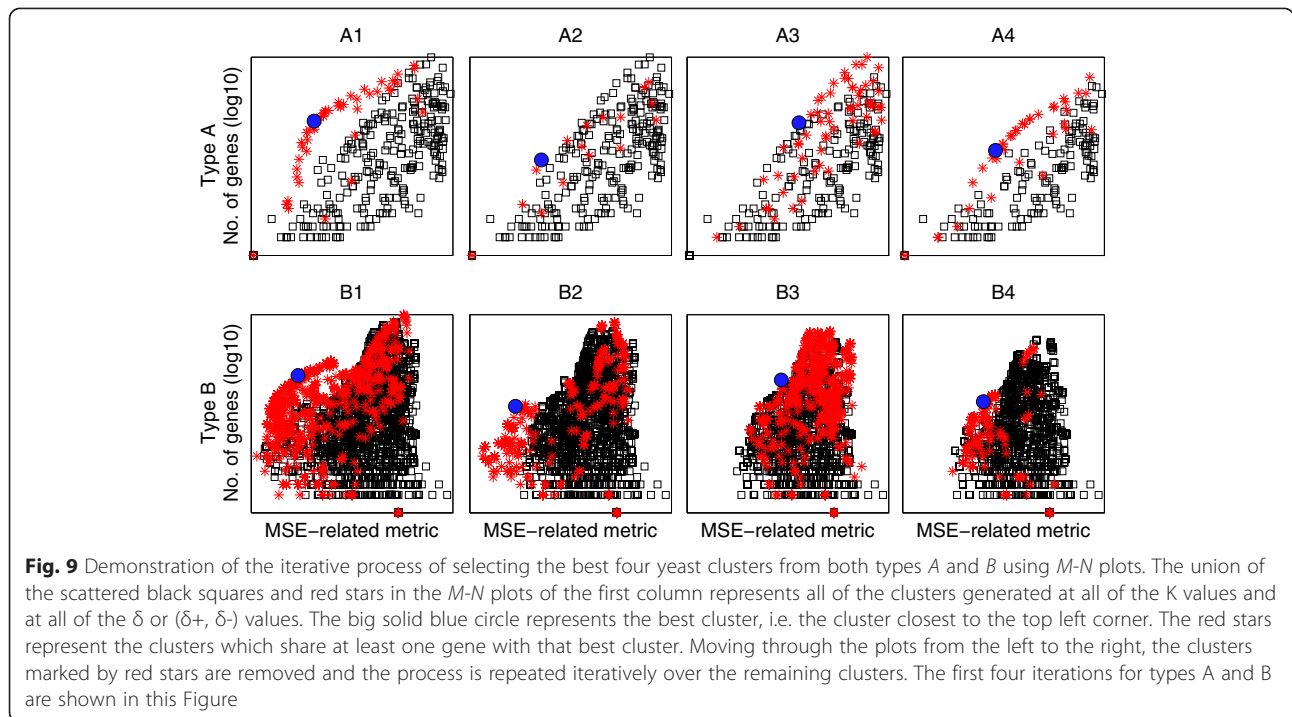 A1 A2 A3 A4
Type A
No. of genes (log10)
B1 B2 B3 B4
Type B
No. of genes (log10)
MSE−related metric MSE−related metric MSE−related metric MSE−related metric
Fig. 9 Demonstration of the iterative process of selecting the best four yeast clusters from both types A and B using M-N plots. The union of
the scattered black squares and red stars in the M-N plots of the first column represents all of the clusters generated at all of the K values and
at all of the δ or (δ+, δ-) values. The big solid blue circle represents the best cluster, i.e. the cluster closest to the top left corner. The red stars
represent the clusters which share at least one gene with that best cluster. Moving through the plots from the left to the right, the clusters
marked by red stars are removed and the process is repeated iteratively over the remaining clusters. The first four iterations for types A and B
are shown in this Figure